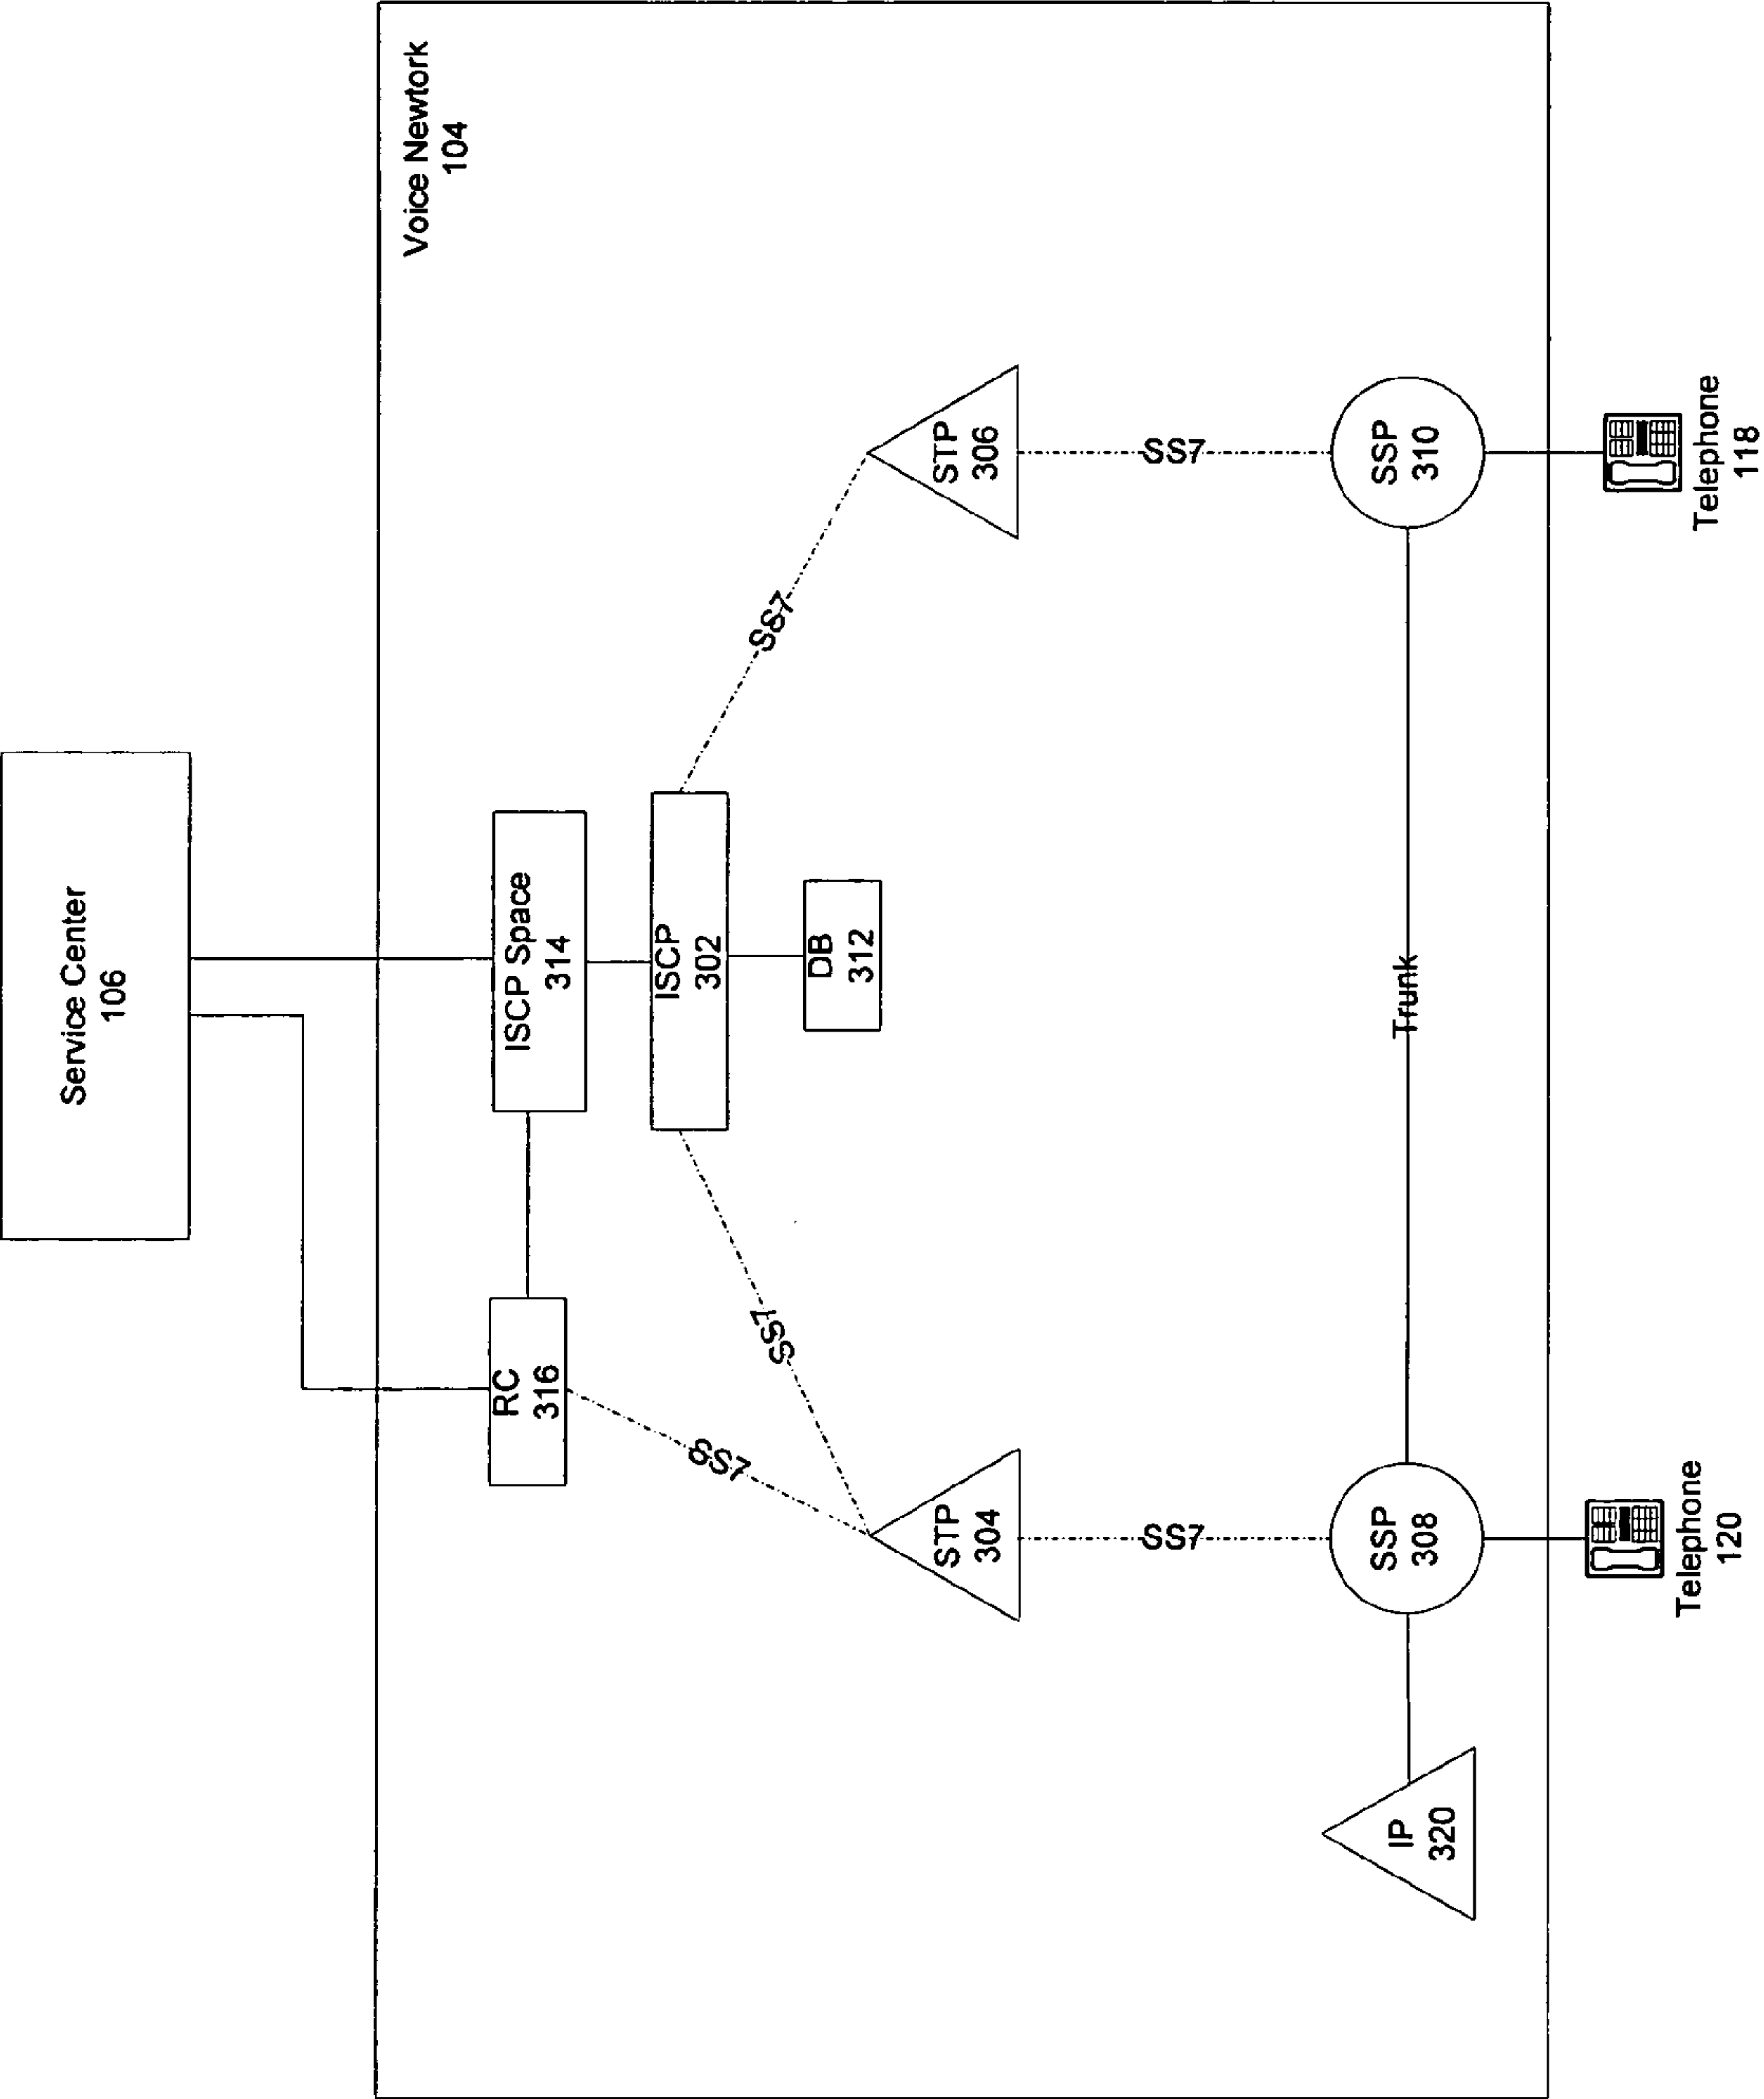 Service Center
106
Voice Newtork
104
ISCP Space
314
RC
316
ISCP
302
DB
312
SS7
SS7
SS7
STP
304
STP
306
SS7
SS7
IP
320
SSP
308
Trunk
SSP
310
Telephone
120
Telephone
118